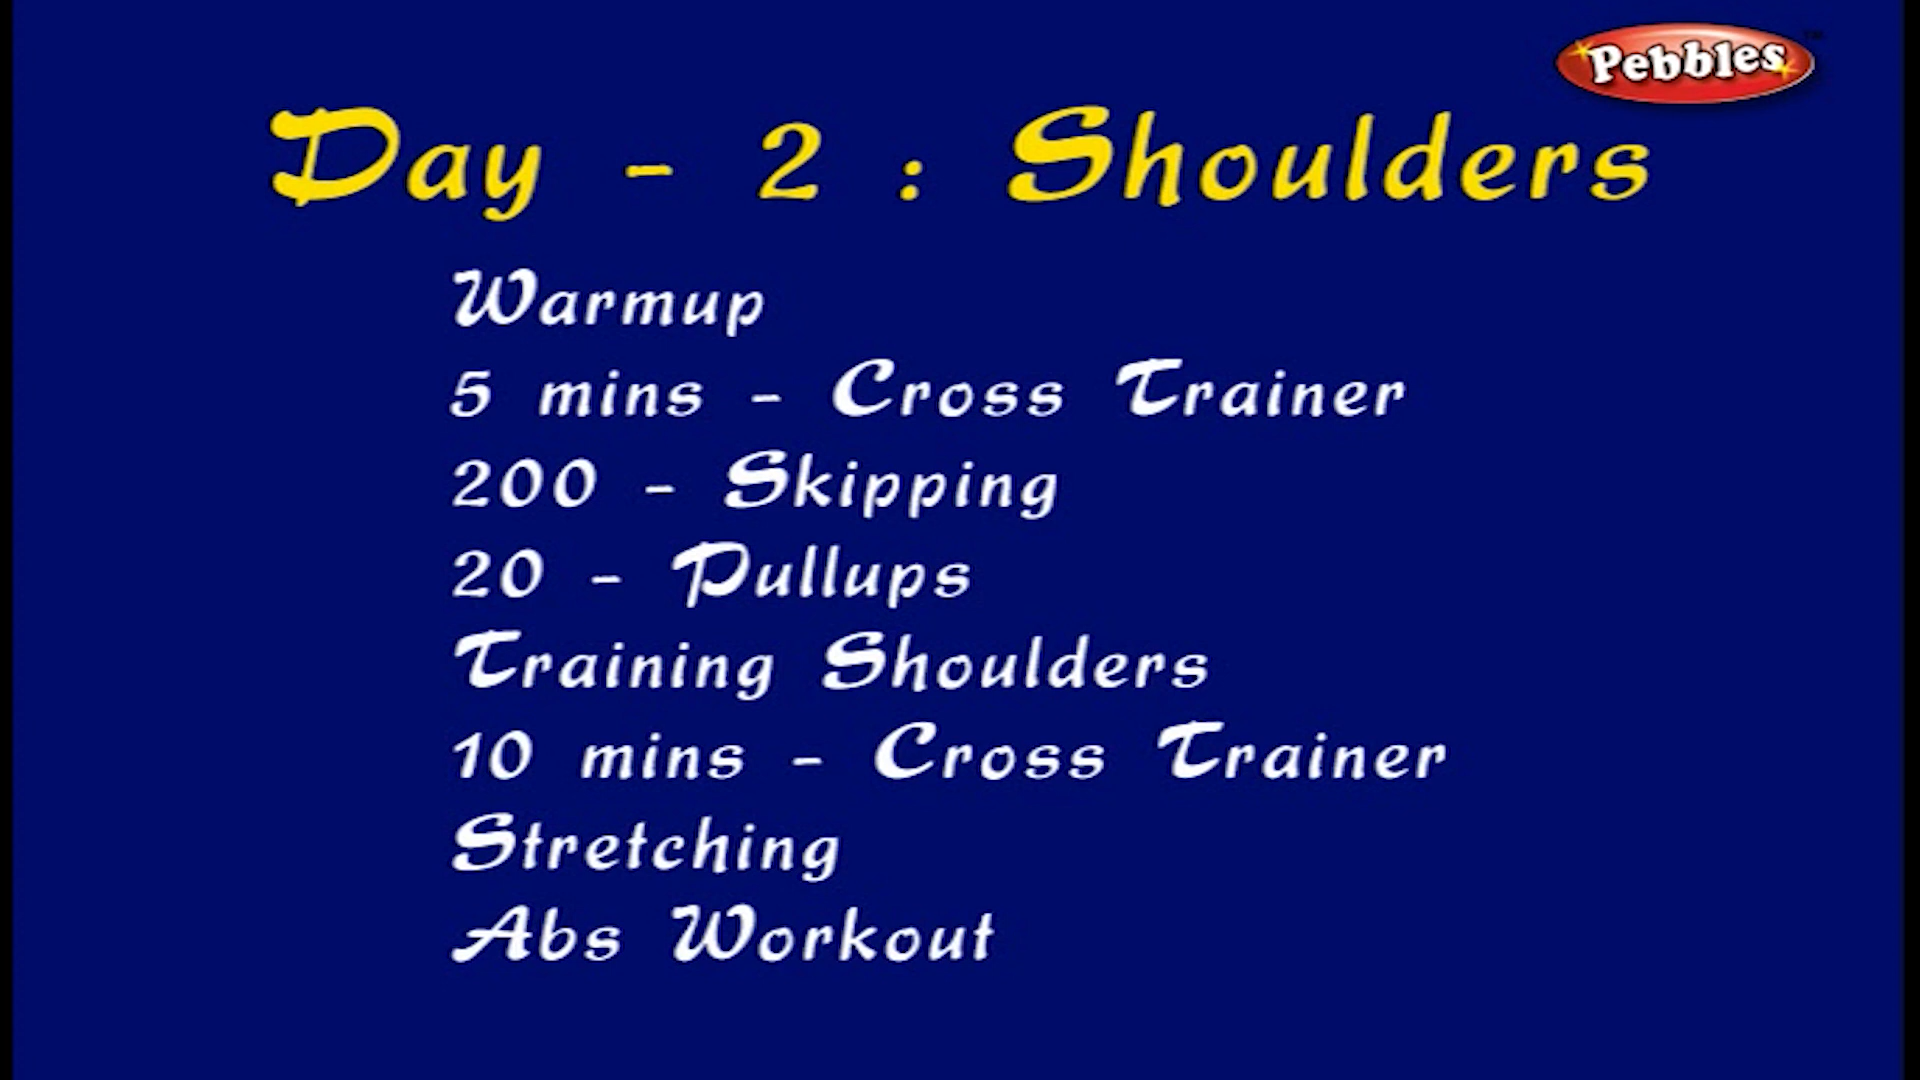 Pebbles™
Day - 2 : Shoulders
Warmup
5 mins - Cross Trainer
200 - Skipping
20 - Pullups
Training Shoulders
10 mins - Cross Trainer
Stretching
Abs Workout